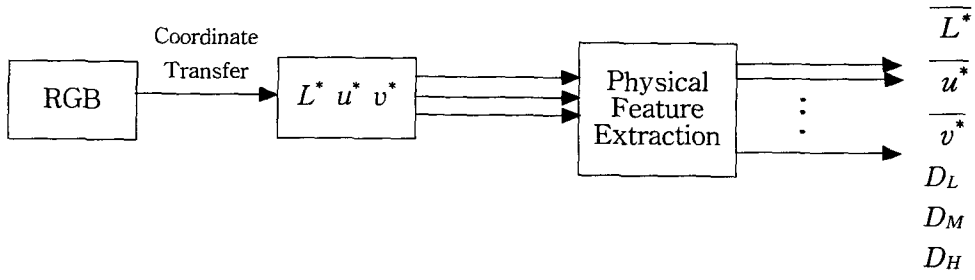 Coordinate
Transfer
RGB
L* u* v*
Physical
Feature
Extraction
L̅*̅
u̅*̅
v̅*̅
D_L
D_M
D_H